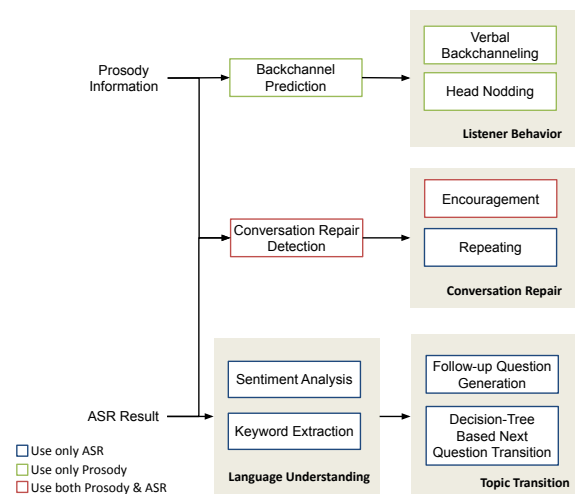 Prosody
Information
Backchannel
Prediction
Verbal
Backchanneling
Head Nodding
Listener Behavior
Conversation Repair
Detection
Encouragement
Repeating
Conversation Repair
ASR Result
Sentiment Analysis
Keyword Extraction
Language Understanding
Follow-up Question
Generation
Decision-Tree
Based Next
Question Transition
Topic Transition
Use only ASR
Use only Prosody
Use both Prosody & ASR